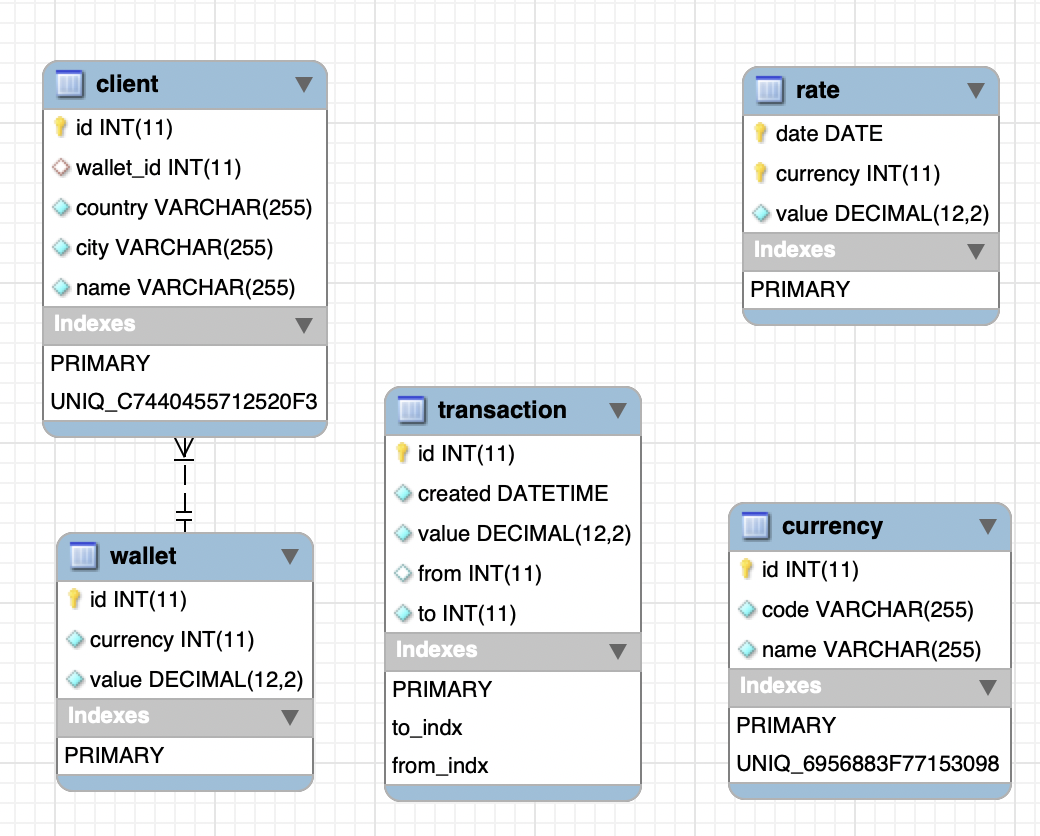 client
id INT(11)
wallet_id INT(11)
country VARCHAR(255)
city VARCHAR(255)
name VARCHAR(255)
Indexes
PRIMARY
UNIQ_C7440455712520F3
wallet
id INT(11)
currency INT(11)
value DECIMAL(12,2)
Indexes
PRIMARY
transaction
id INT(11)
created DATETIME
value DECIMAL(12,2)
from INT(11)
to INT(11)
Indexes
PRIMARY
to_indx
from_indx
rate
date DATE
currency INT(11)
value DECIMAL(12,2)
Indexes
PRIMARY
currency
id INT(11)
code VARCHAR(255)
name VARCHAR(255)
Indexes
PRIMARY
UNIQ_6956883F77153098